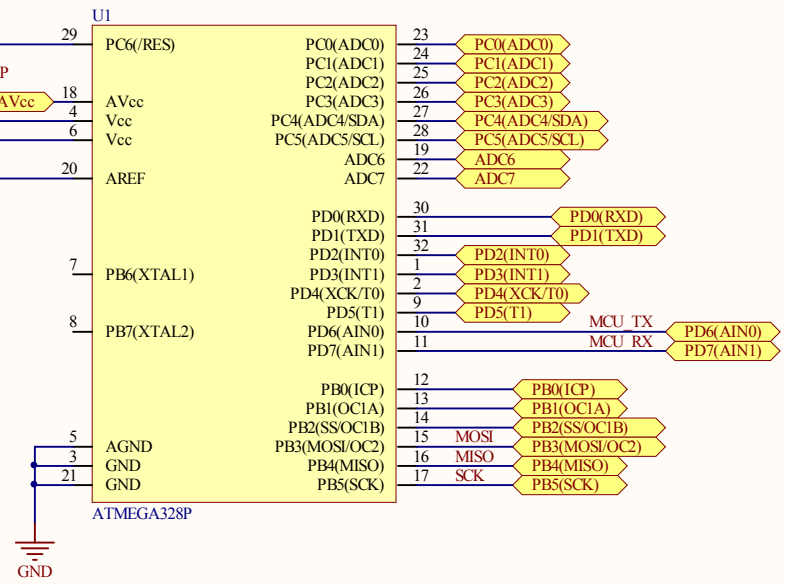 U1
29 PC6(/RES) PC0(ADC0) 23 PC0(ADC0)
PC1(ADC1) 24 PC1(ADC1)
P PC2(ADC2) 25 PC2(ADC2)
AVcc 18 AVcc PC3(ADC3) 26 PC3(ADC3)
4 Vcc PC4(ADC4/SDA) 27 PC4(ADC4/SDA)
6 Vcc PC5(ADC5/SCL) 28 PC5(ADC5/SCL)
ADC6 19 ADC6
20 AREF ADC7 22 ADC7
PD0(RXD) 30 PD0(RXD)
PD1(TXD) 31 PD1(TXD)
PD2(INT0) 32 PD2(INT0)
7 PB6(XTAL1) PD3(INT1) 1 PD3(INT1)
PD4(XCK/T0) 2 PD4(XCK/T0)
PD5(T1) 9 PD5(T1)
8 PB7(XTAL2) PD6(AIN0) 10 MCU_TX PD6(AIN0)
PD7(AIN1) 11 MCU_RX PD7(AIN1)
PB0(ICP) 12 PB0(ICP)
PB1(OC1A) 13 PB1(OC1A)
PB2(SS/OC1B) 14 PB2(SS/OC1B)
5 AGND PB3(MOSI/OC2) 15 MOSI PB3(MOSI/OC2)
3 GND PB4(MISO) 16 MISO PB4(MISO)
21 GND PB5(SCK) 17 SCK PB5(SCK)
ATMEGA328P
GND